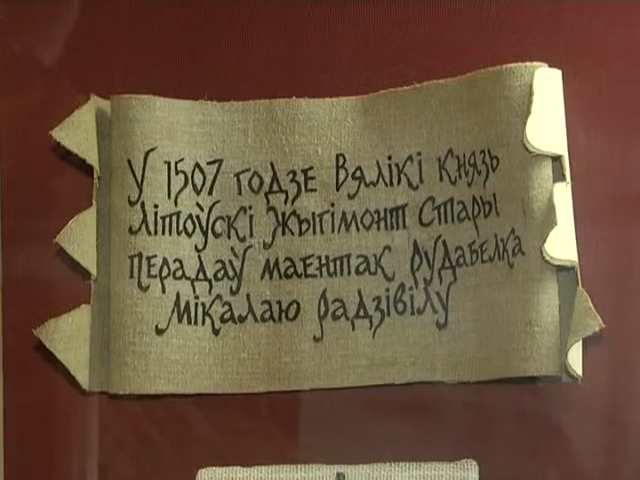 У 1507 годзе Вялікі князь
Літоўскі Жыгімонт Стары
перадаў маентак Рудабелка
Мікалаю Радзівілу